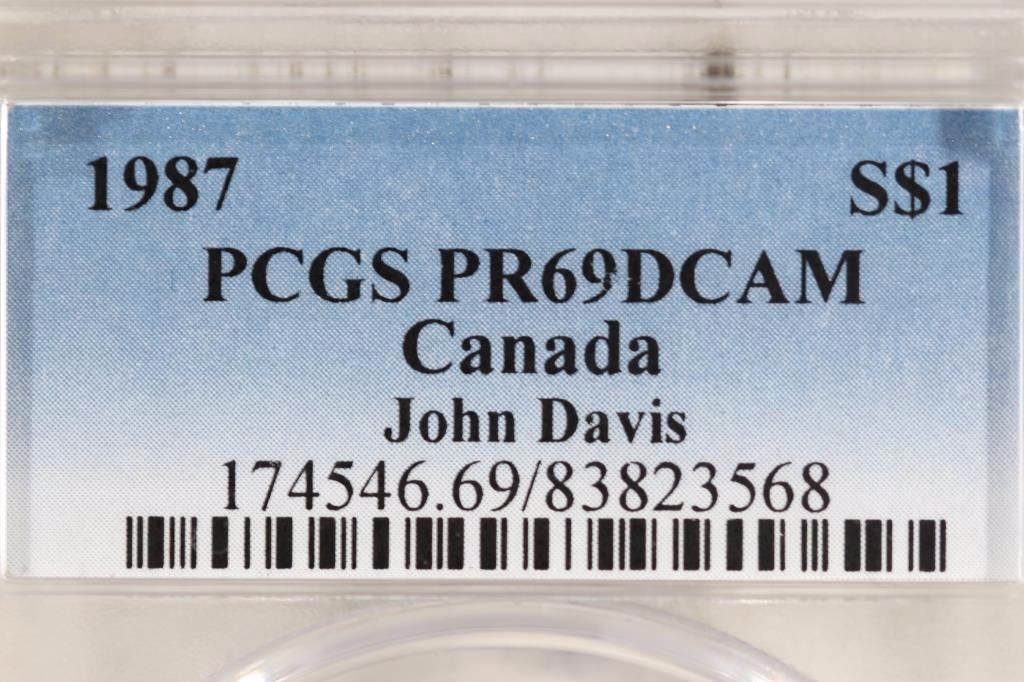 1987 S$1
PCGS PR69DCAM
Canada
John Davis
174546.69/83823568